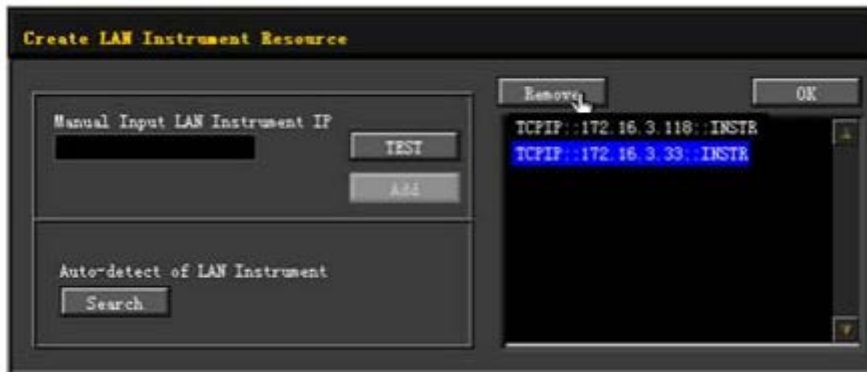 Create LAN Instrument Resource
Manual Input LAN Instrument IP
TEST
Add
Auto-detect of LAN Instrument
Search
Remove
OK
TCPIP::172.16.3.118::INSTR
TCPIP::172.16.3.33::INSTR